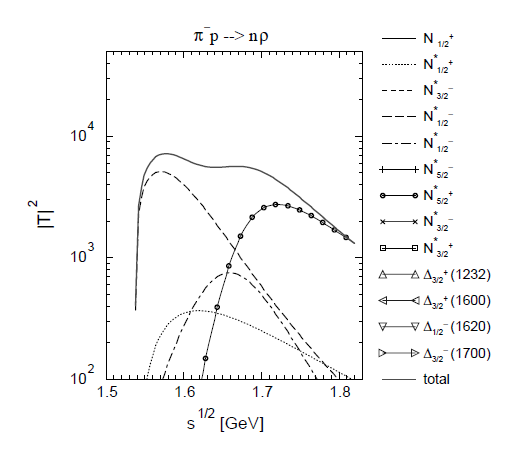 π⁻p --> nρ
10⁴
10³
10²
|T|²
1.5 1.6 1.7 1.8
s^1/2 [GeV]
N 1/2⁺
N* 1/2⁺
N* 3/2⁻
N* 1/2⁻
N* 1/2⁻
N* 5/2⁻
N* 5/2⁺
N* 3/2⁻
N* 3/2⁺
Δ3/2⁺(1232)
Δ3/2⁺(1600)
Δ1/2⁻(1620)
Δ3/2⁻(1700)
total